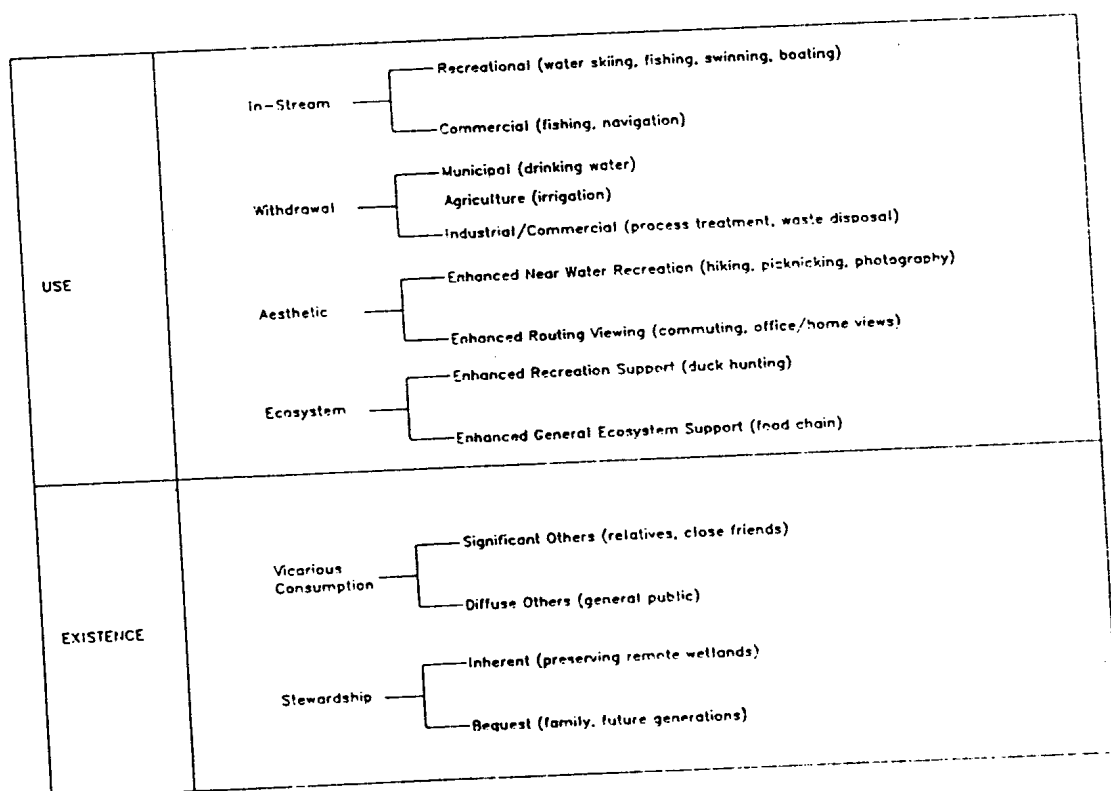 USE
In-Stream
Recreational (water skiing, fishing, swinning, boating)
Commercial (fishing, navigation)
Withdrawal
Municipal (drinking water)
Agriculture (irrigation)
Industrial/Commercial (process treatment, waste disposal)
Aesthetic
Enhanced Near Water Recreation (hiking, picknicking, photography)
Enhanced Routing Viewing (commuting, office/home views)
Ecosystem
Enhanced Recreation Support (duck hunting)
Enhanced General Ecosystem Support (food chain)
EXISTENCE
Vicarious
Consumption
Significant Others (relatives, close friends)
Diffuse Others (general public)
Stewardship
Inherent (preserving remote wetlands)
Bequest (family, future generations)